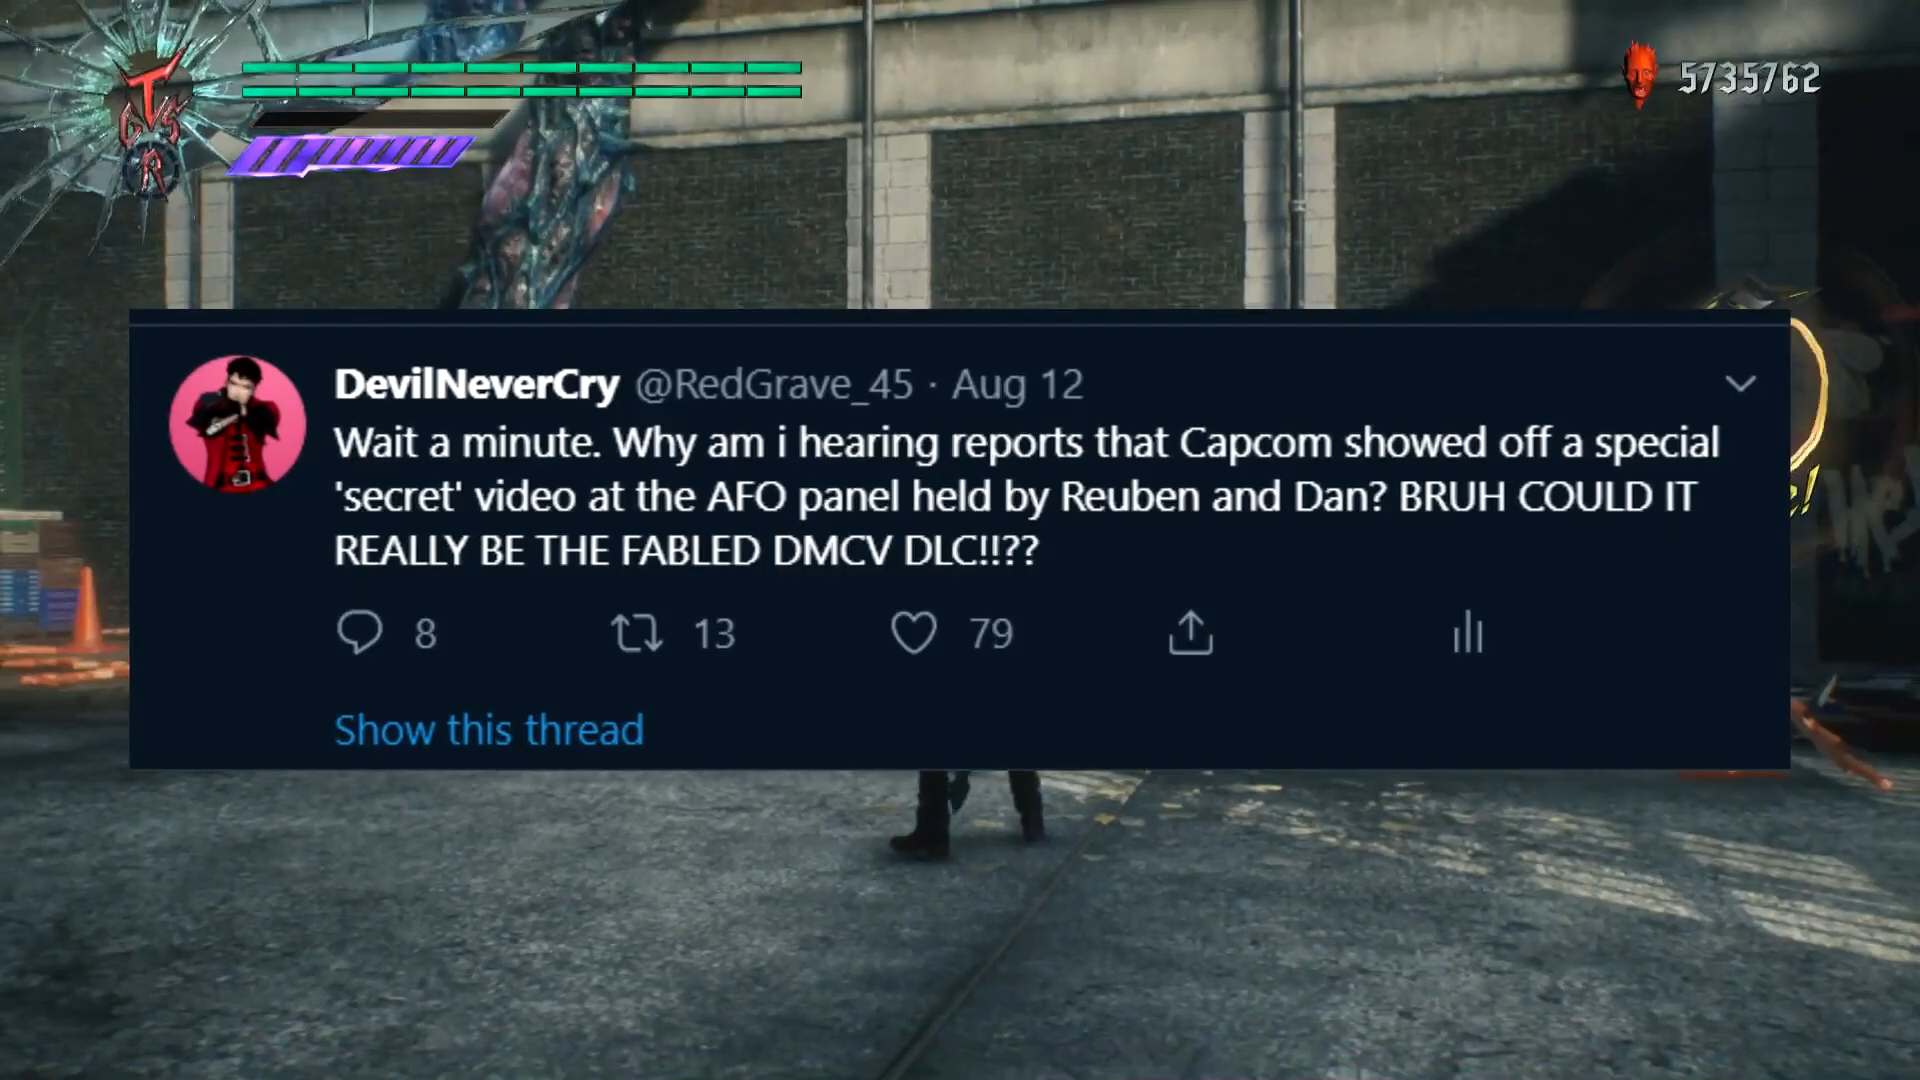 5735762
DevilNeverCry @RedGrave_45 · Aug 12
Wait a minute. Why am i hearing reports that Capcom showed off a special
'secret' video at the AFO panel held by Reuben and Dan? BRUH COULD IT
REALLY BE THE FABLED DMCV DLC!!??
8 13 79
Show this thread